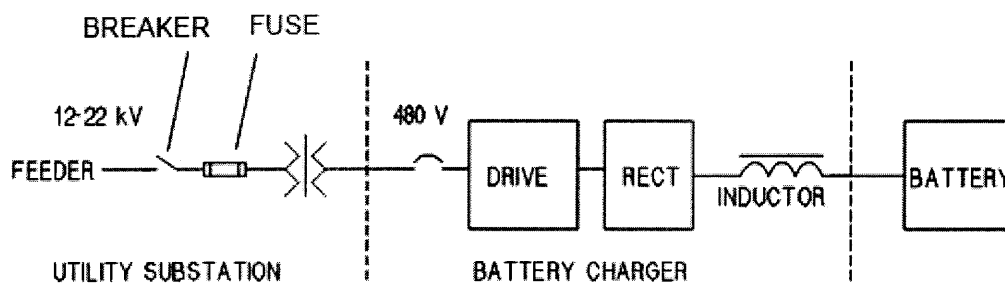 BREAKER FUSE
12-22 kV 480 V
FEEDER DRIVE RECT INDUCTOR BATTERY
UTILITY SUBSTATION BATTERY CHARGER